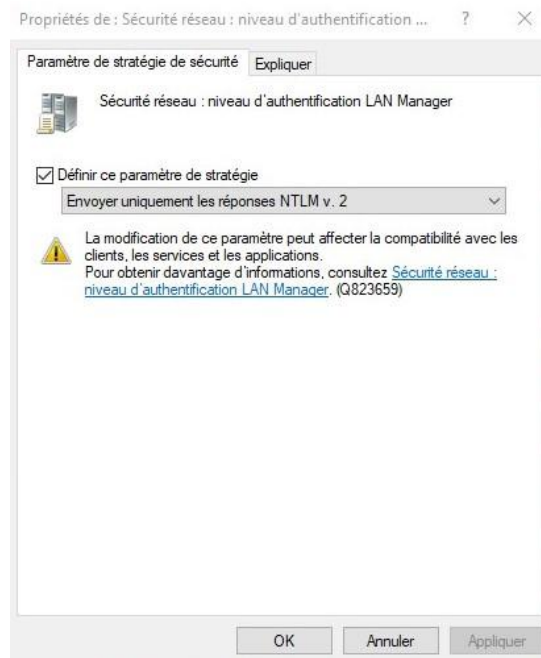 Propriétés de : Sécurité réseau : niveau d'authentification ... ? ✕
Paramètre de stratégie de sécurité Expliquer
Sécurité réseau : niveau d'authentification LAN Manager
Définir ce paramètre de stratégie
Envoyer uniquement les réponses NTLM v. 2
La modification de ce paramètre peut affecter la compatibilité avec les
clients, les services et les applications.
Pour obtenir davantage d'informations, consultez Sécurité réseau :
niveau d'authentification LAN Manager. (Q823659)
OK Annuler Appliquer